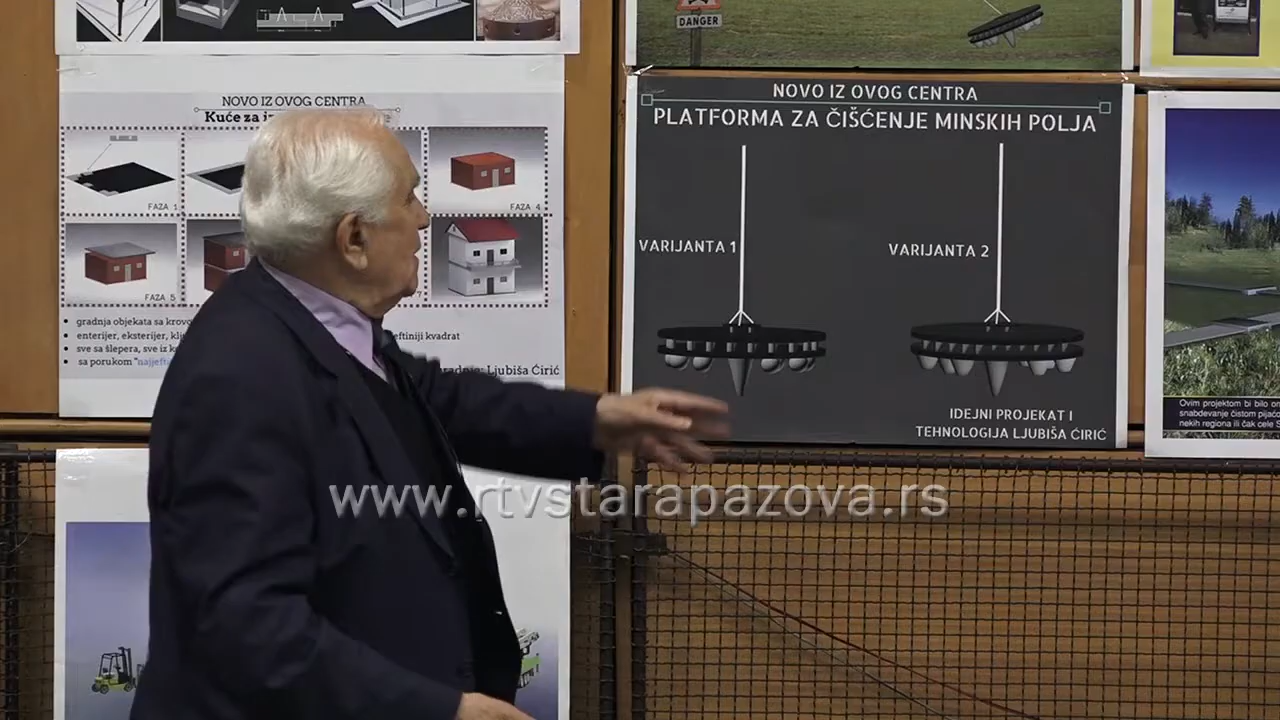 DANGER
NOVO IZ OVOG CENTRA
Kuće za
FAZA 1
FAZA 4
FAZA 5
gradnja objekata sa
enterijer, eksterijer,
jeftiniji kvadrat
sve sa šlepera, sve iz
sa porukom
Ljubiša Ćirić
NOVO IZ OVOG CENTRA
PLATFORMA ZA ČIŠĆENJE MINSKIH POLJA
VARIJANTA 1
VARIJANTA 2
IDEJNI PROJEKAT I
TEHNOLOGIJA LJUBIŠA ĆIRIĆ
Ovim projektom bi bilo
snabdevanje čistom
nekih regiona ili čak cele
www.rtvstarapazova.rs